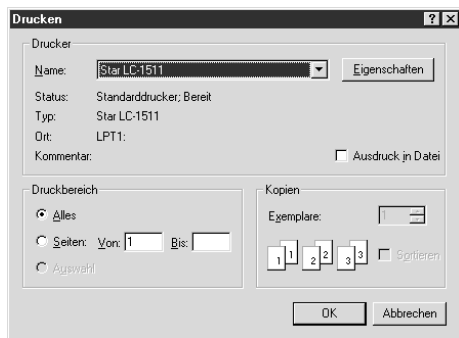 Drucken
Drucker
Name: Star LC-1511 Eigenschaften
Status: Standarddrucker; Bereit
Typ: Star LC-1511
Ort: LPT1:
Kommentar: Ausdruck in Datei
Druckbereich
Alles
Seiten: Von: 1 Bis:
Auswahl
Kopien
Exemplare: 1
1 1 2 2 3 3 Sortieren
OK Abbrechen